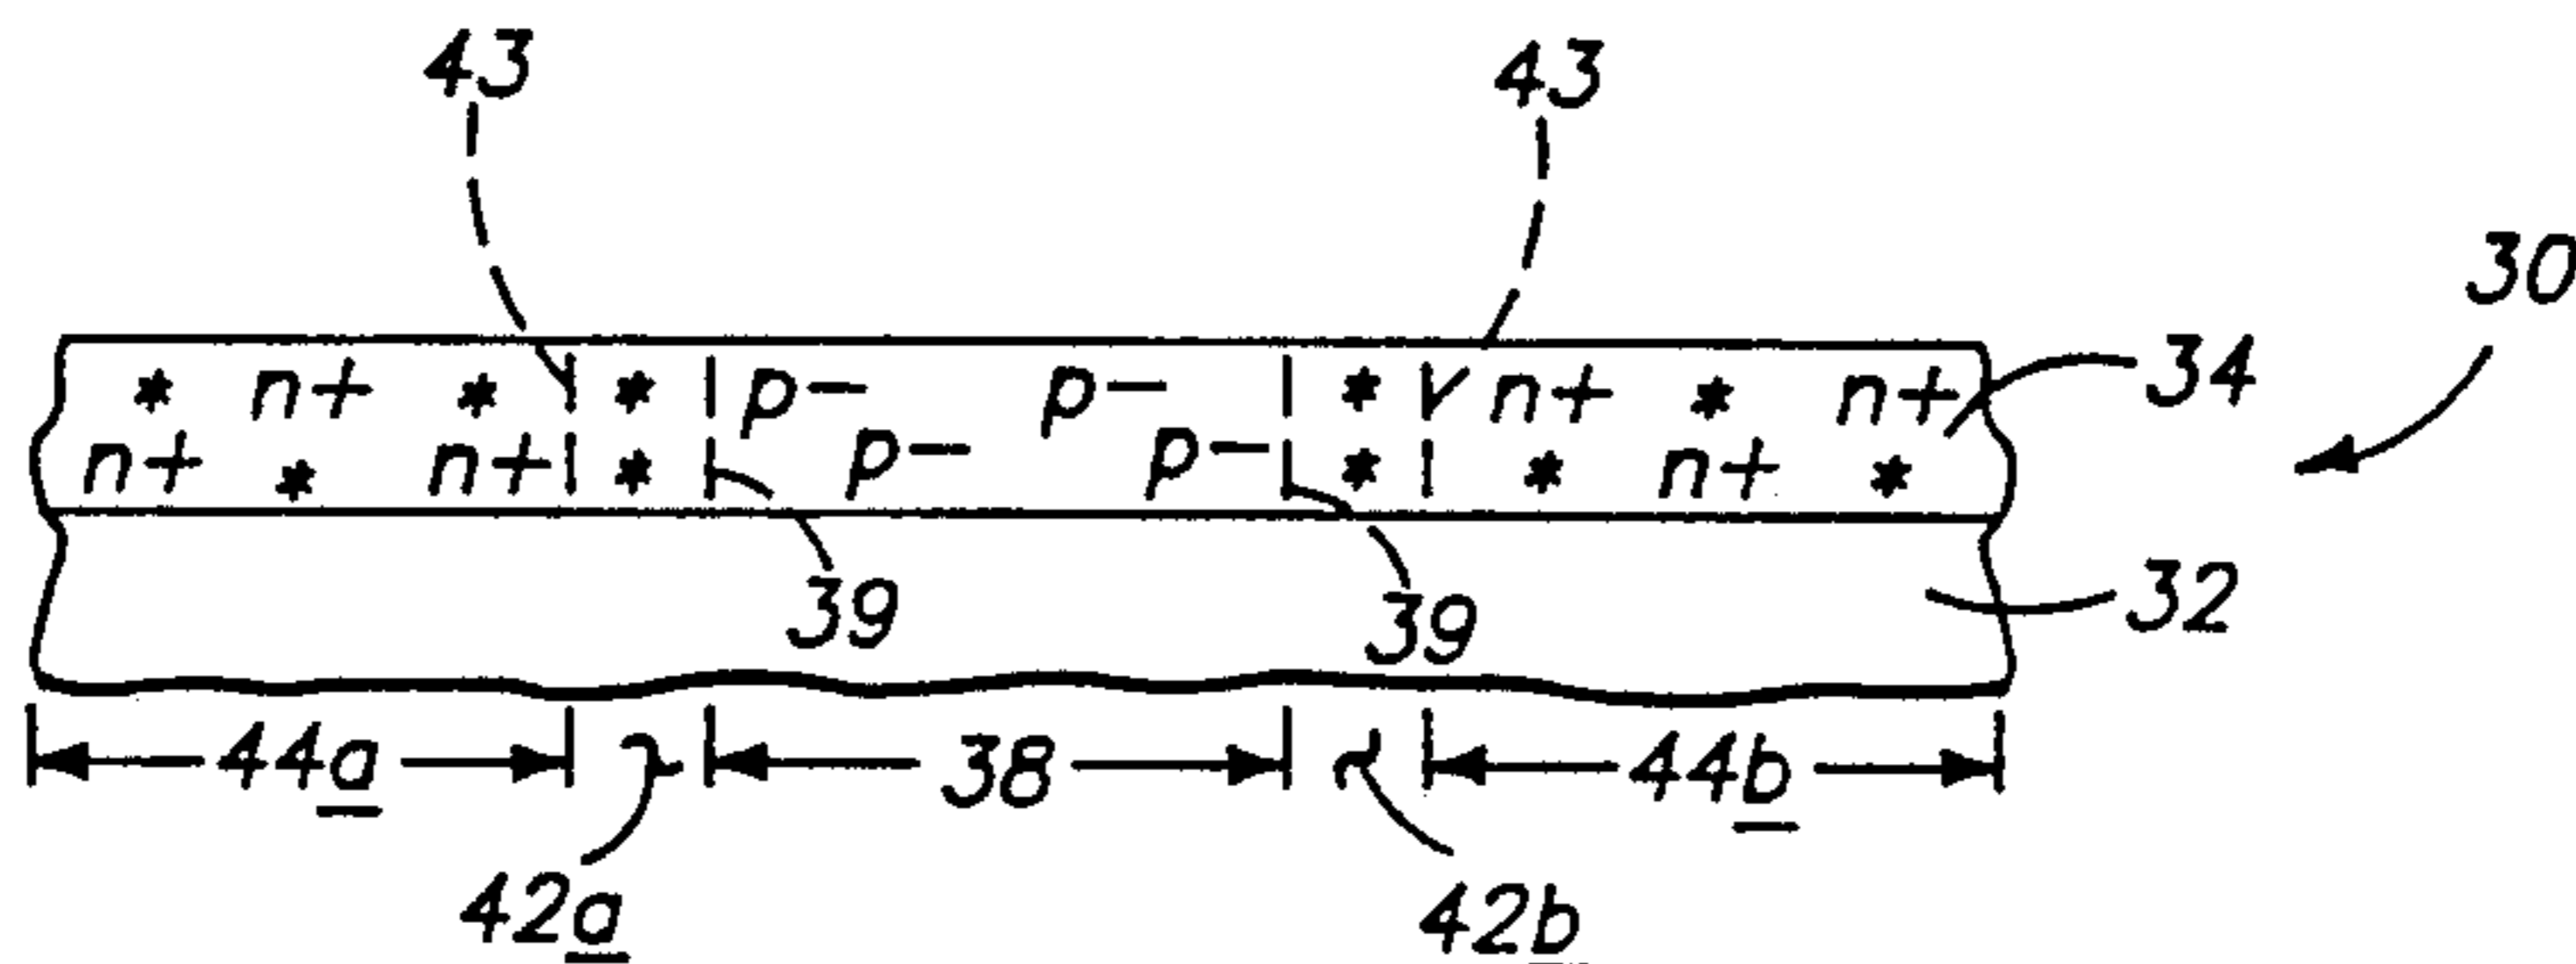 43 43
30
34
* n+ * * p- p- * n+ * n+
n+ * n+ * p- p- * * n+ *
39 39
32
44a 38 44b
42a 42b